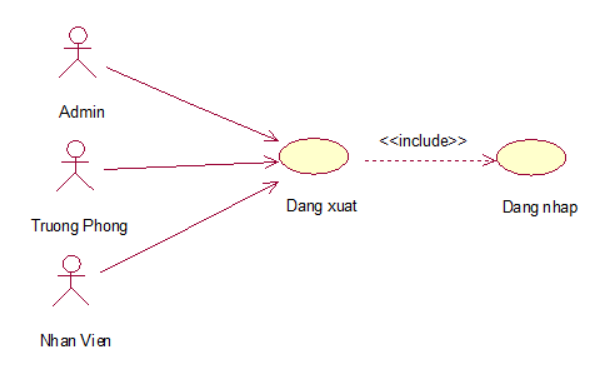 Admin
<<include>>
Dang xuat
Dang nhap
Truong Phong
Nhan Vien